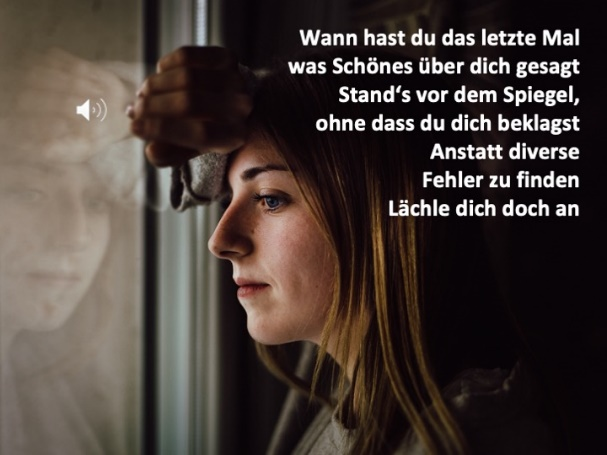 Wann hast du das letzte Mal
was Schönes über dich gesagt
Stand‘s vor dem Spiegel,
ohne dass du dich beklagst
Anstatt diverse
Fehler zu finden
Lächle dich doch an